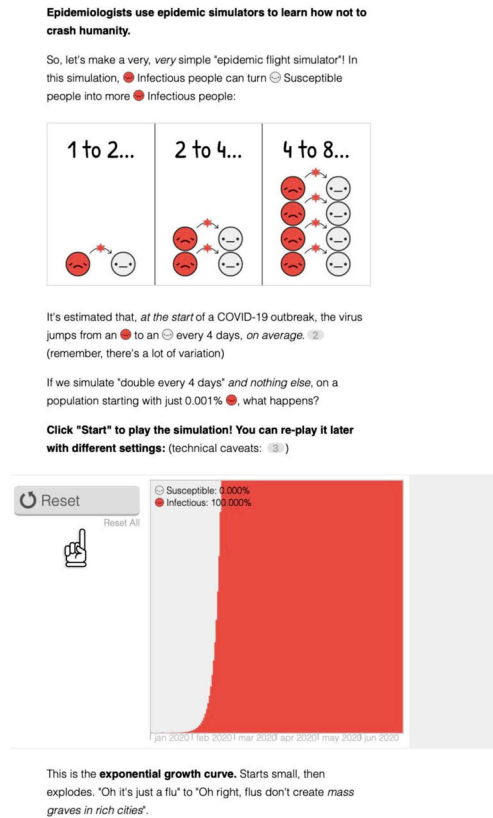 Epidemiologists use epidemic simulators to learn how not to
crash humanity.
So, let's make a very, very simple "epidemic flight simulator"! In
this simulation, Infectious people can turn Susceptible
people into more Infectious people:
1 to 2... 2 to 4... 4 to 8...
It's estimated that, at the start of a COVID-19 outbreak, the virus
jumps from an to an every 4 days, on average. 2
(remember, there's a lot of variation)
If we simulate "double every 4 days" and nothing else, on a
population starting with just 0.001% , what happens?
Click "Start" to play the simulation! You can re-play it later
with different settings: (technical caveats: 3 )
Reset
Reset All
Susceptible: 0.000%
Infectious: 100.000%
jan 2020 feb 2020 mar 2020 apr 2020 may 2020 jun 2020
This is the exponential growth curve. Starts small, then
explodes. "Oh it's just a flu" to "Oh right, flus don't create mass
graves in rich cities".